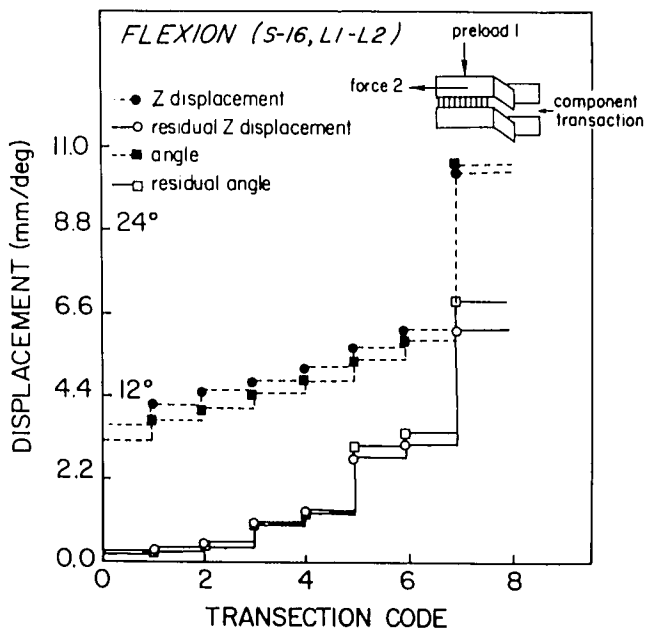 FLEXION (S-16, L1-L2)
preload 1
force 2
component
transaction
Z displacement
residual Z displacement
angle
residual angle
DISPLACEMENT (mm/deg)
11.0
8.8
24°
6.6
4.4
12°
2.2
0.0
0
2
4
6
8
TRANSECTION CODE